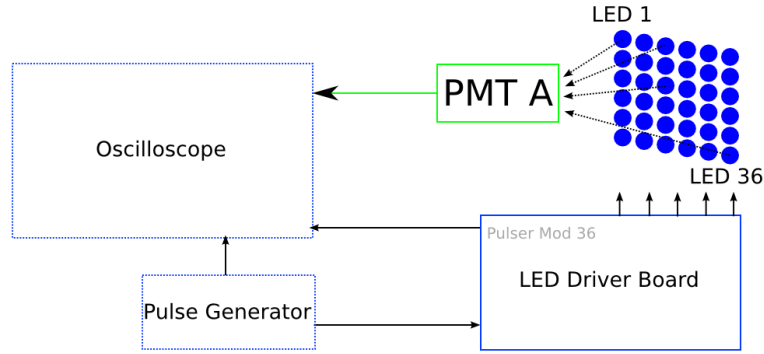 LED 1
PMT A
Oscilloscope
LED 36
Pulser Mod 36
LED Driver Board
Pulse Generator